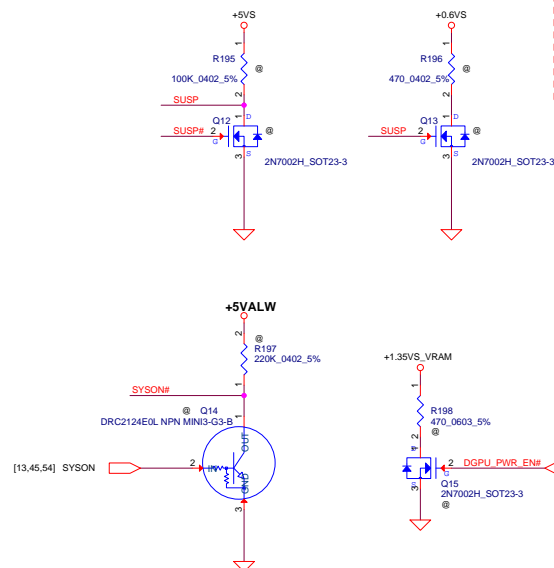 +5VS
1
R195
@
100K_0402_5%
2
SUSP
Q12
1
D
SUSP#
2
G
@
S
3
2N7002H_SOT23-3
+0.6VS
1
R196
@
470_0402_5%
2
Q13
1
D
SUSP
2
G
@
S
3
2N7002H_SOT23-3
+5VALW
2
@
R197
220K_0402_5%
1
SYSON#
@ Q14
1
DRC2124E0L NPN MINI3-G3-B
OUT
[13,45,54] SYSON
2
IN
GND
3
+1.35VS_VRAM
1
R198
470_0603_5%
2
1
D
2
DGPU_PWR_EN#
G
S
3
Q15
2N7002H_SOT23-3
@